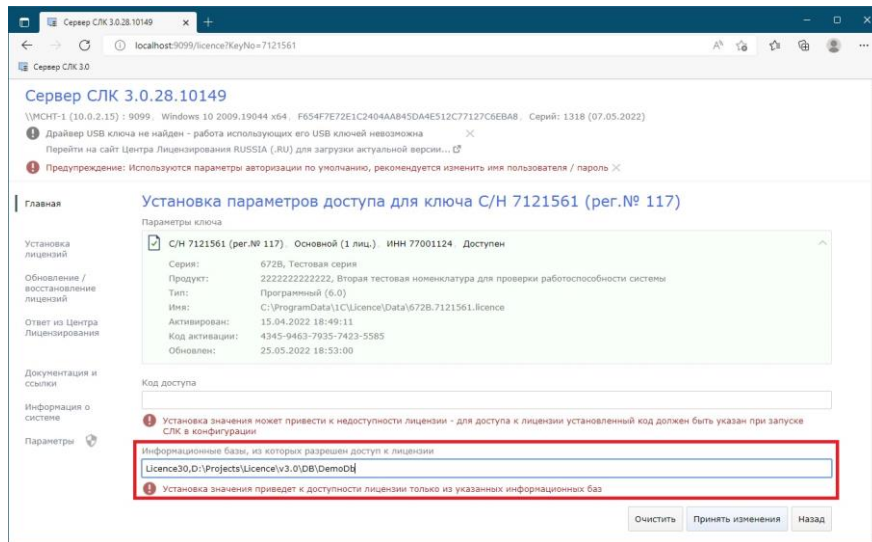 Сервер СЛК 3.0.28.10149
localhost:9099/licence?KeyNo=7121561
Сервер СЛК 3.0
Сервер СЛК 3.0.28.10149
\\МСНТ-1 (10.0.2.15) : 9099, Windows 10 2009.19044 x64, F654F7E72E1C2404AA845DA4E512C77127C6EBA8, Серий: 1318 (07.05.2022)
Драйвер USB ключа не найден - работа использующих его USB ключей невозможна
Перейти на сайт Центра Лицензирования RUSSIA (.RU) для загрузки актуальной версии...
Предупреждение: Используются параметры авторизации по умолчанию, рекомендуется изменить имя пользователя / пароль
Главная
Установка лицензий
Обновление / восстановление лицензий
Ответ из Центра Лицензирования
Документация и ссылки
Информация о системе
Параметры
Установка параметров доступа для ключа С/Н 7121561 (рег.№ 117)
Параметры ключа
С/Н 7121561 (рег.№ 117), Основной (1 лиц.), ИНН 77001124, Доступен
Серия: 672B, Тестовая серия
Продукт: 2222222222222, Вторая тестовая номенклатура для проверки работоспособности системы
Тип: Программный (6.0)
Имя: C:\ProgramData\1C\Licence\Data\672B.7121561.licence
Активирован: 15.04.2022 18:49:11
Код активации: 4345-9463-7935-7423-5585
Обновлен: 25.05.2022 18:53:00
Код доступа
Установка значения может привести к недоступности лицензии - для доступа к лицензии установленный код должен быть указан при запуске
СЛК в конфигурации
Информационные базы, из которых разрешен доступ к лицензии
Licence30,D:\Projects\Licence\v3.0\DB\DemoDb
Установка значения приведет к доступности лицензии только из указанных информационных баз
Очистить Принять изменения Назад